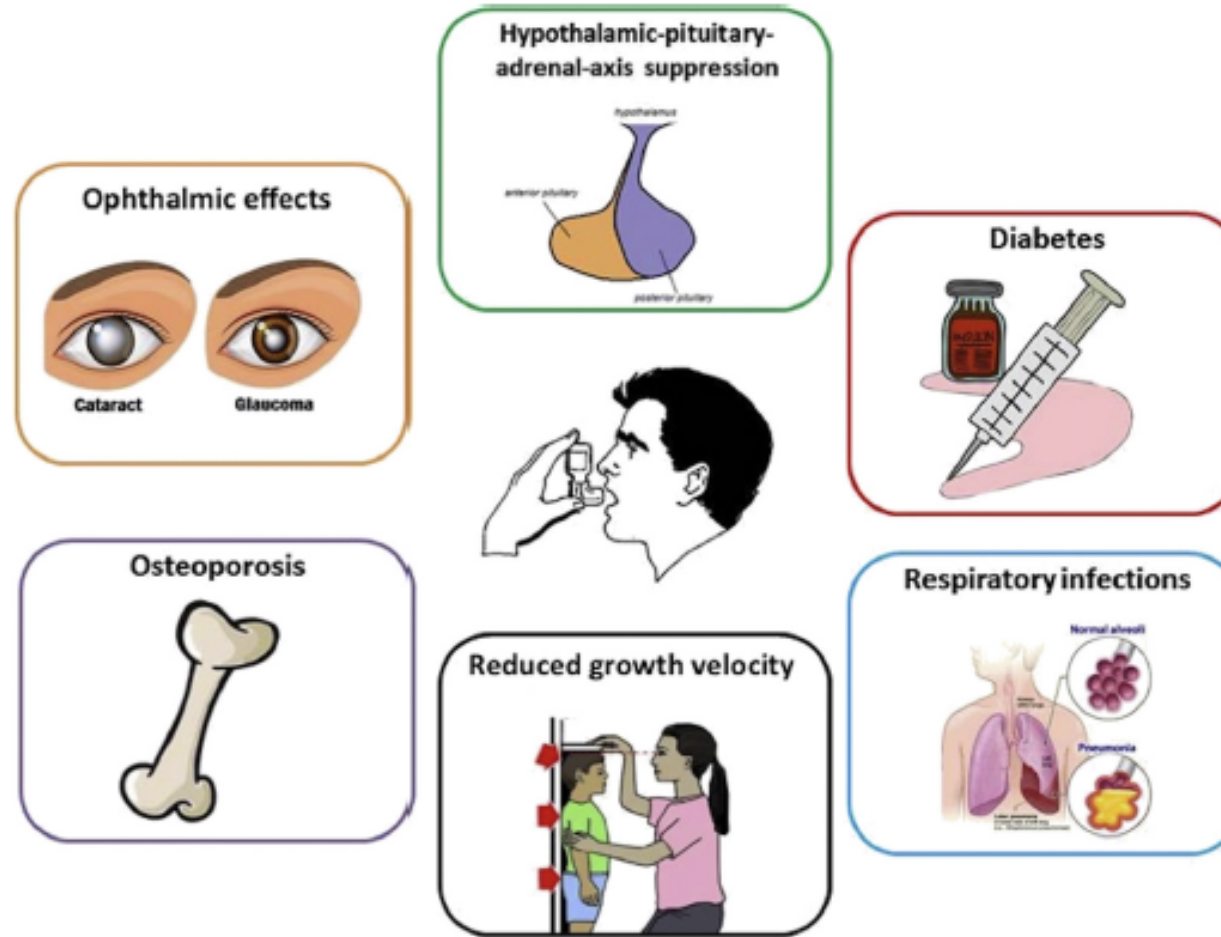 Hypothalamic-pituitary-
adrenal-axis suppression
hypothalamus
anterior pituitary
posterior pituitary
Ophthalmic effects
Cataract
Glaucoma
Diabetes
Osteoporosis
Reduced growth velocity
Respiratory infections
Normal alveoli
Pneumonia